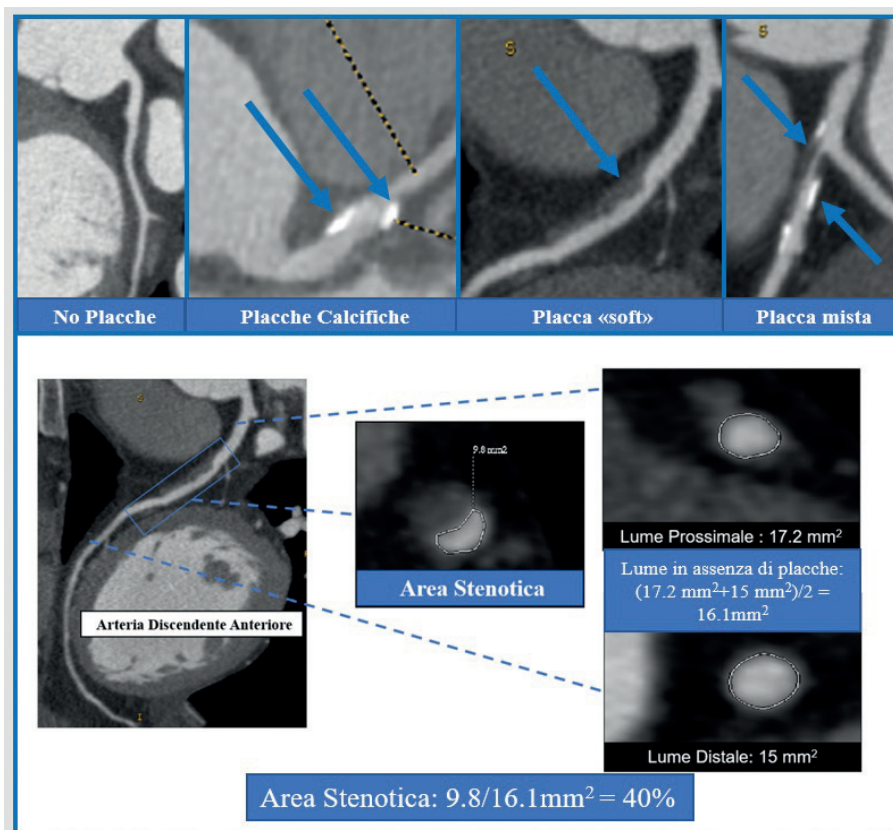 S
S
No Placche
Placche Calcifiche
Placca «soft»
Placca mista
S
9.8 mm2
Lume Prossimale : 17.2 mm²
Area Stenotica
Lume in assenza di placche:
(17.2 mm²+15 mm²)/2 =
16.1mm²
Arteria Discendente Anteriore
I
Lume Distale: 15 mm²
Area Stenotica: 9.8/16.1mm² = 40%